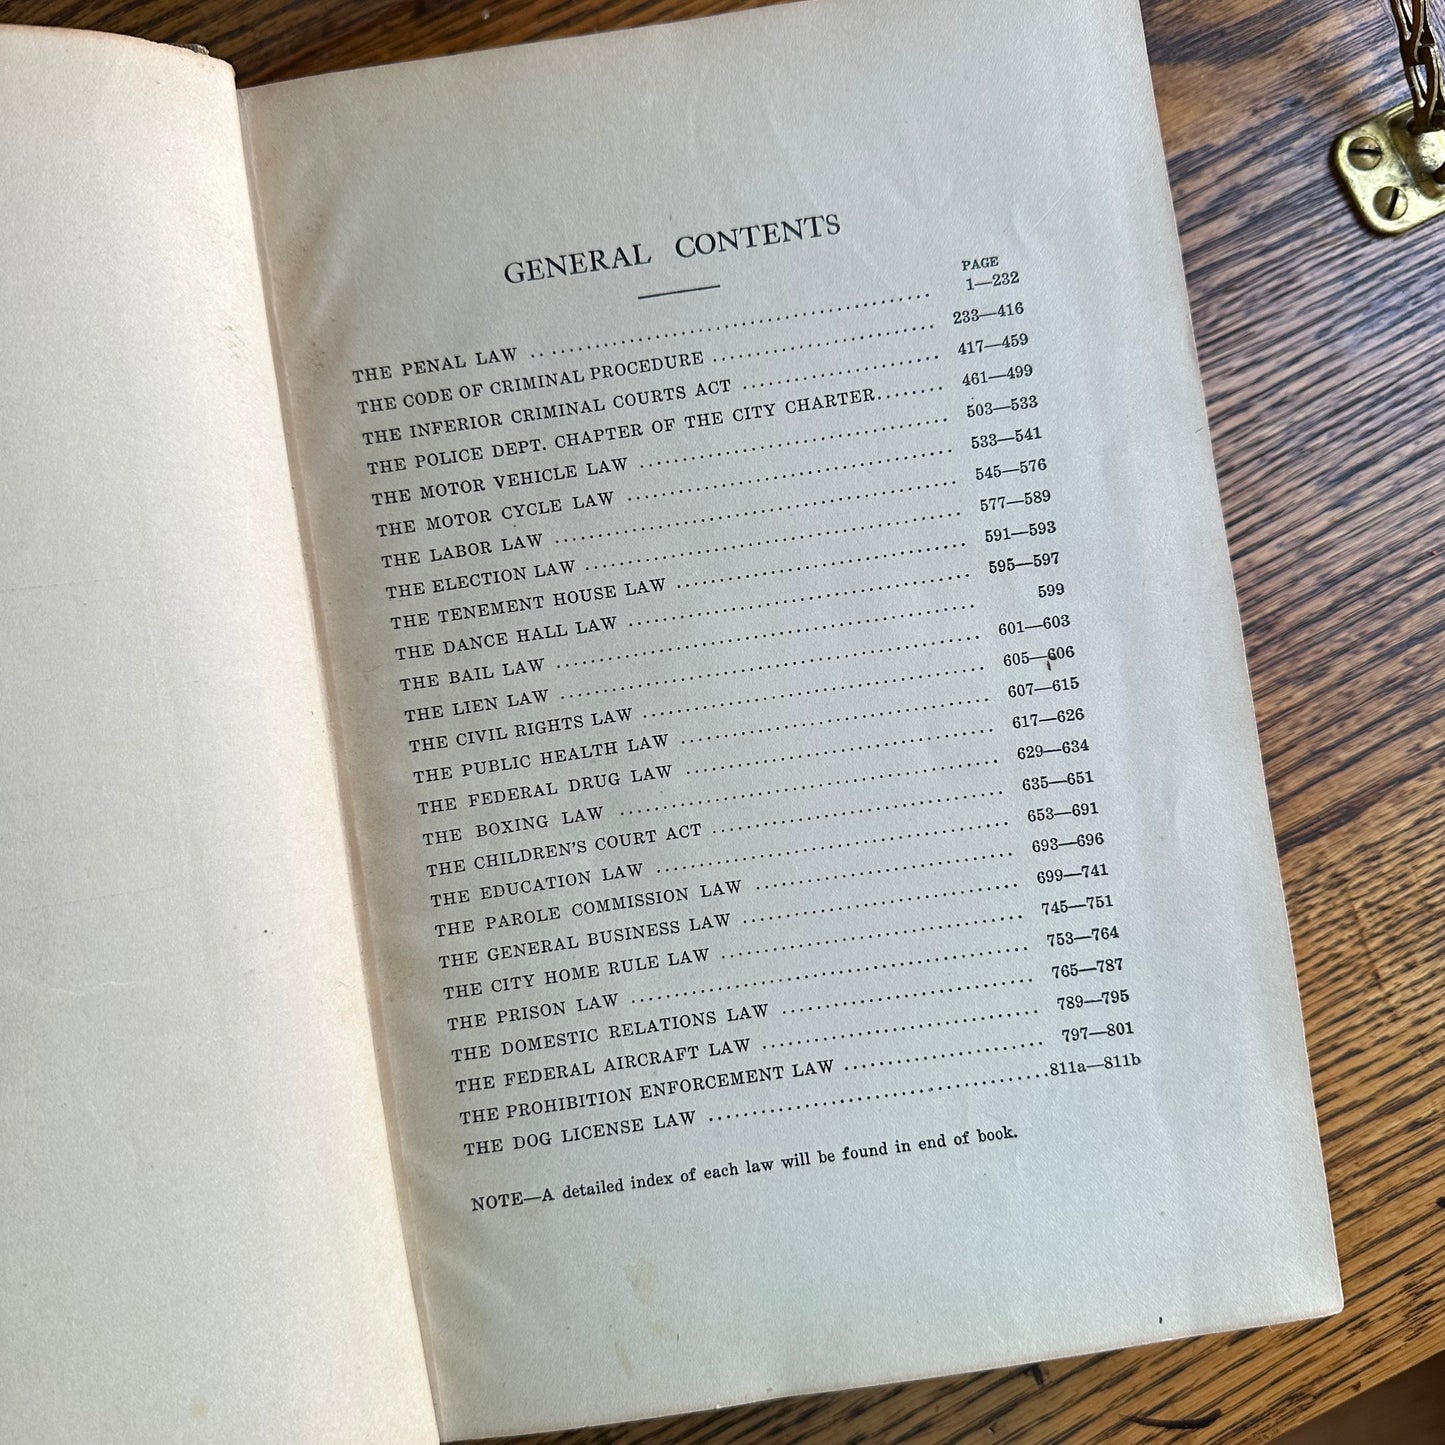 GENERAL CONTENTS
PAGE
THE PENAL LAW ........ 1—232
THE CODE OF CRIMINAL PROCEDURE ........ 233—416
THE INFERIOR CRIMINAL COURTS ACT ........ 417—459
THE POLICE DEPT. CHAPTER OF THE CITY CHARTER........ 461—499
THE MOTOR VEHICLE LAW ........ 503—533
THE MOTOR CYCLE LAW ........ 533—541
THE LABOR LAW ........ 545—576
THE ELECTION LAW ........ 577—589
THE TENEMENT HOUSE LAW ........ 591—593
THE DANCE HALL LAW ........ 595—597
THE BAIL LAW ........ 599
THE LIEN LAW ........ 601—603
THE CIVIL RIGHTS LAW ........ 605—606
THE PUBLIC HEALTH LAW ........ 607—615
THE FEDERAL DRUG LAW ........ 617—626
THE BOXING LAW ........ 629—634
THE CHILDREN'S COURT ACT ........ 635—651
THE EDUCATION LAW ........ 653—691
THE PAROLE COMMISSION LAW ........ 693—696
THE GENERAL BUSINESS LAW ........ 699—741
THE CITY HOME RULE LAW ........ 745—751
THE PRISON LAW ........ 753—764
THE DOMESTIC RELATIONS LAW ........ 765—787
THE FEDERAL AIRCRAFT LAW ........ 789—795
THE PROHIBITION ENFORCEMENT LAW ........ 797—801
THE DOG LICENSE LAW ........811a—811b
NOTE—A detailed index of each law will be found in end of book.